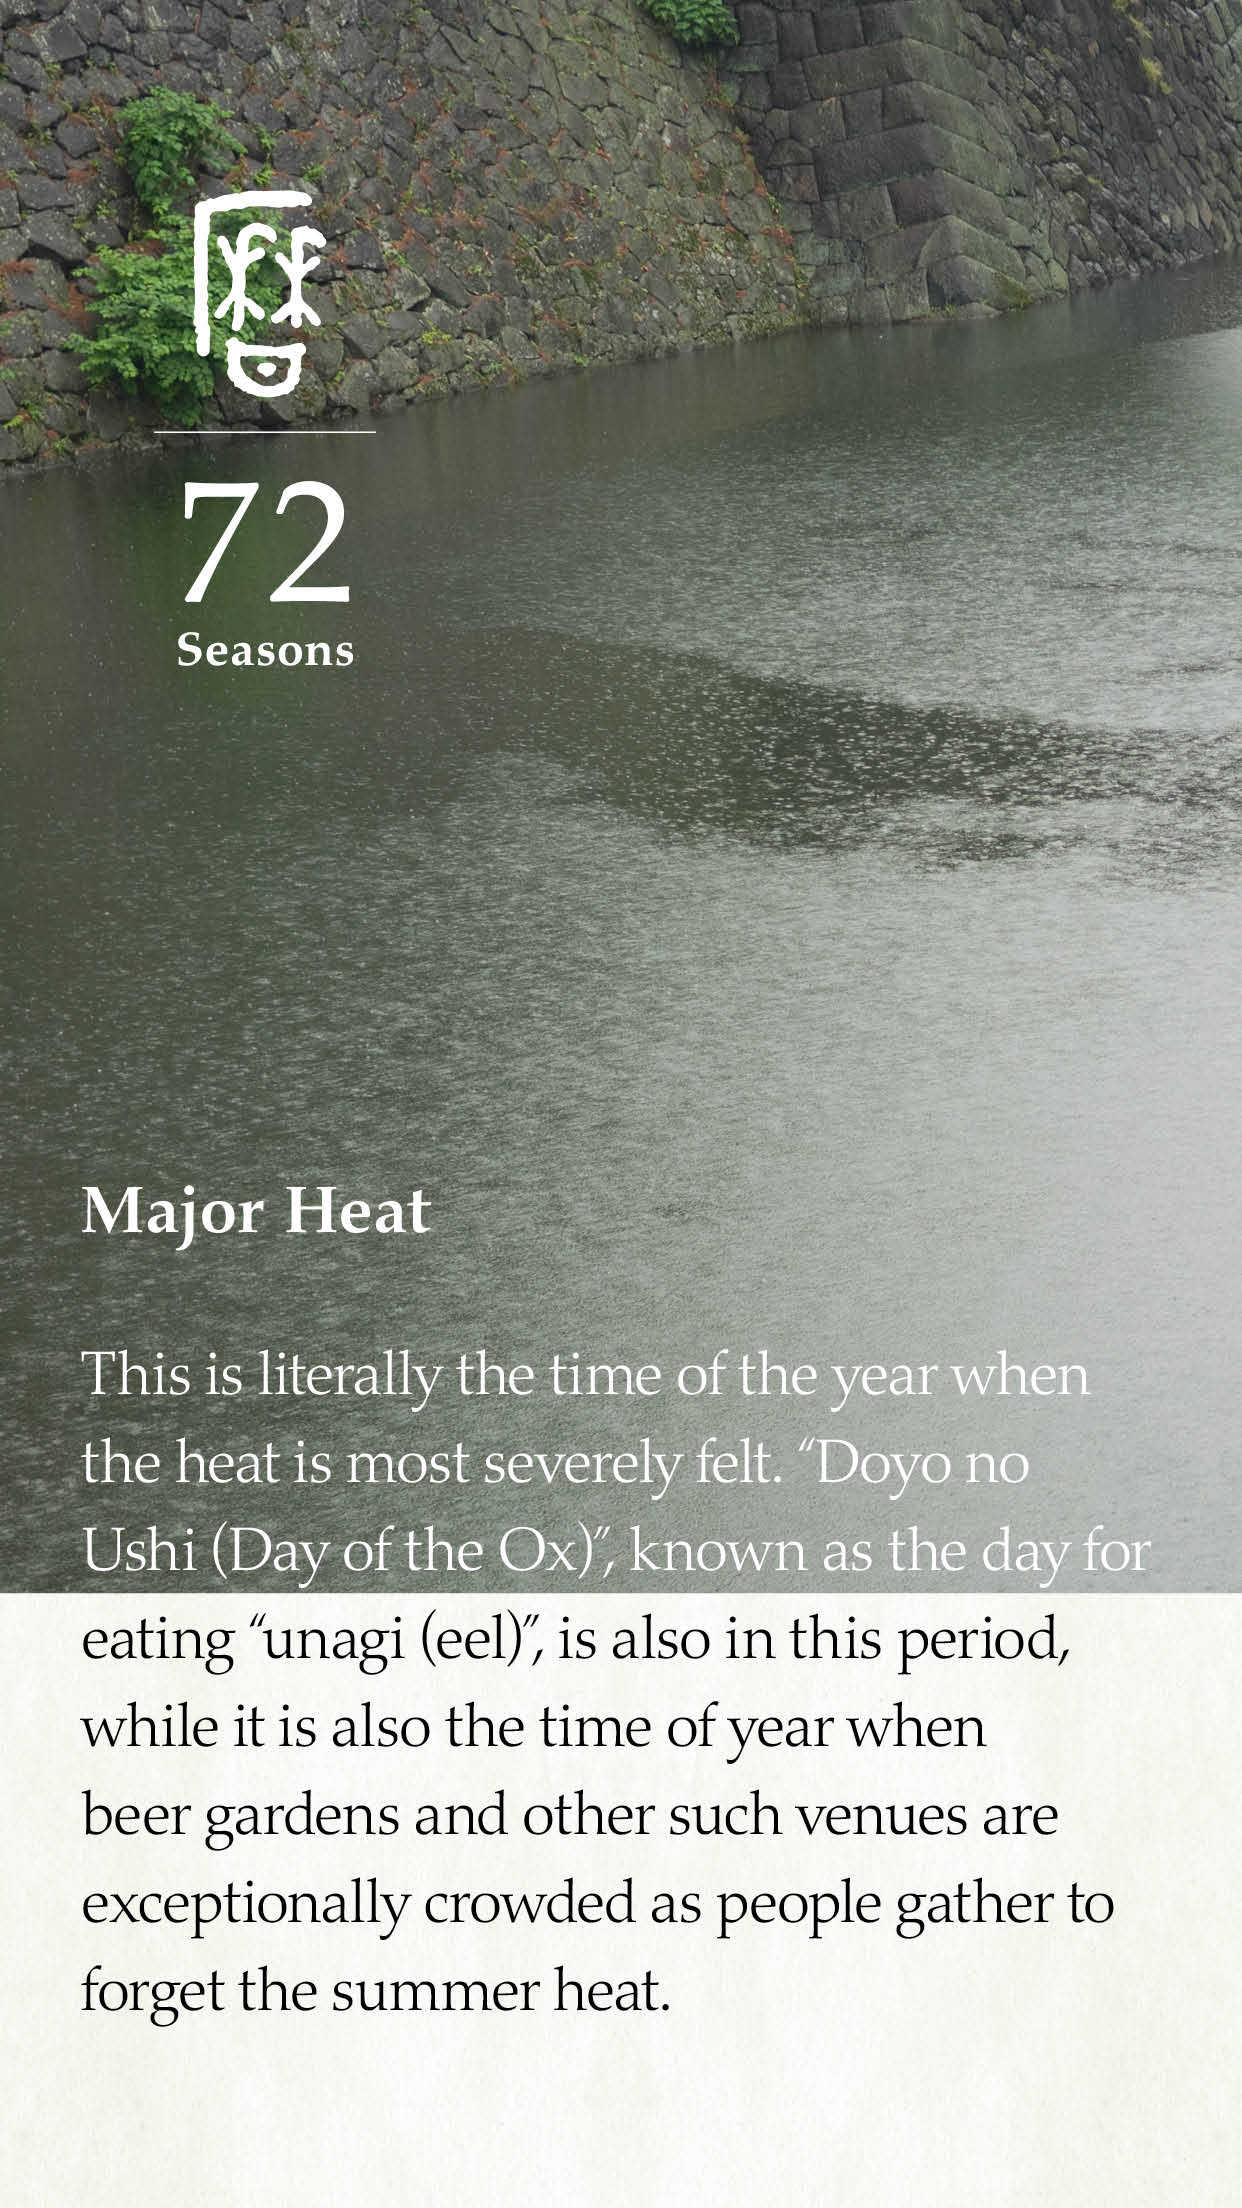 暦
72
Seasons
Major Heat
This is literally the time of the year when
the heat is most severely felt. “Doyo no
Ushi (Day of the Ox)”, known as the day for
eating “unagi (eel)”, is also in this period,
while it is also the time of year when
beer gardens and other such venues are
exceptionally crowded as people gather to
forget the summer heat.